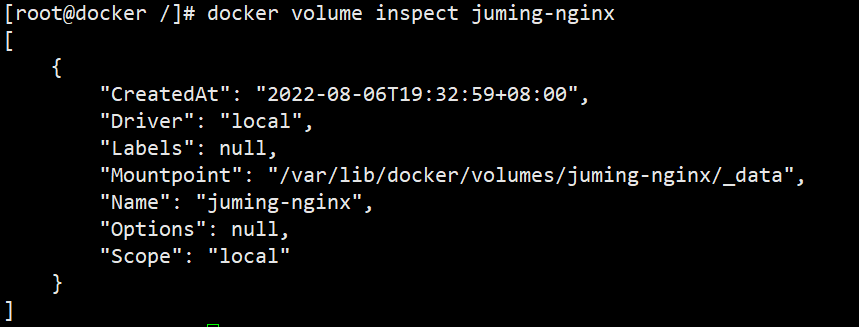 [root@docker /]# docker volume inspect juming-nginx
[
    {
        "CreatedAt": "2022-08-06T19:32:59+08:00",
        "Driver": "local",
        "Labels": null,
        "Mountpoint": "/var/lib/docker/volumes/juming-nginx/_data",
        "Name": "juming-nginx",
        "Options": null,
        "Scope": "local"
    }
]